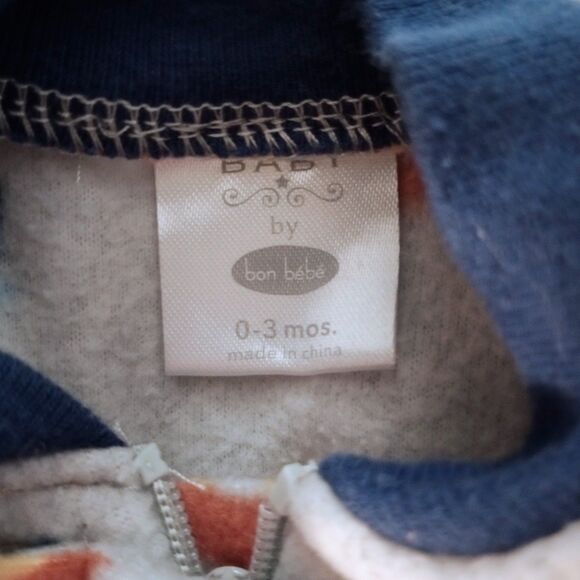 BABY
by
bon bébé
0-3 mos.
made in china